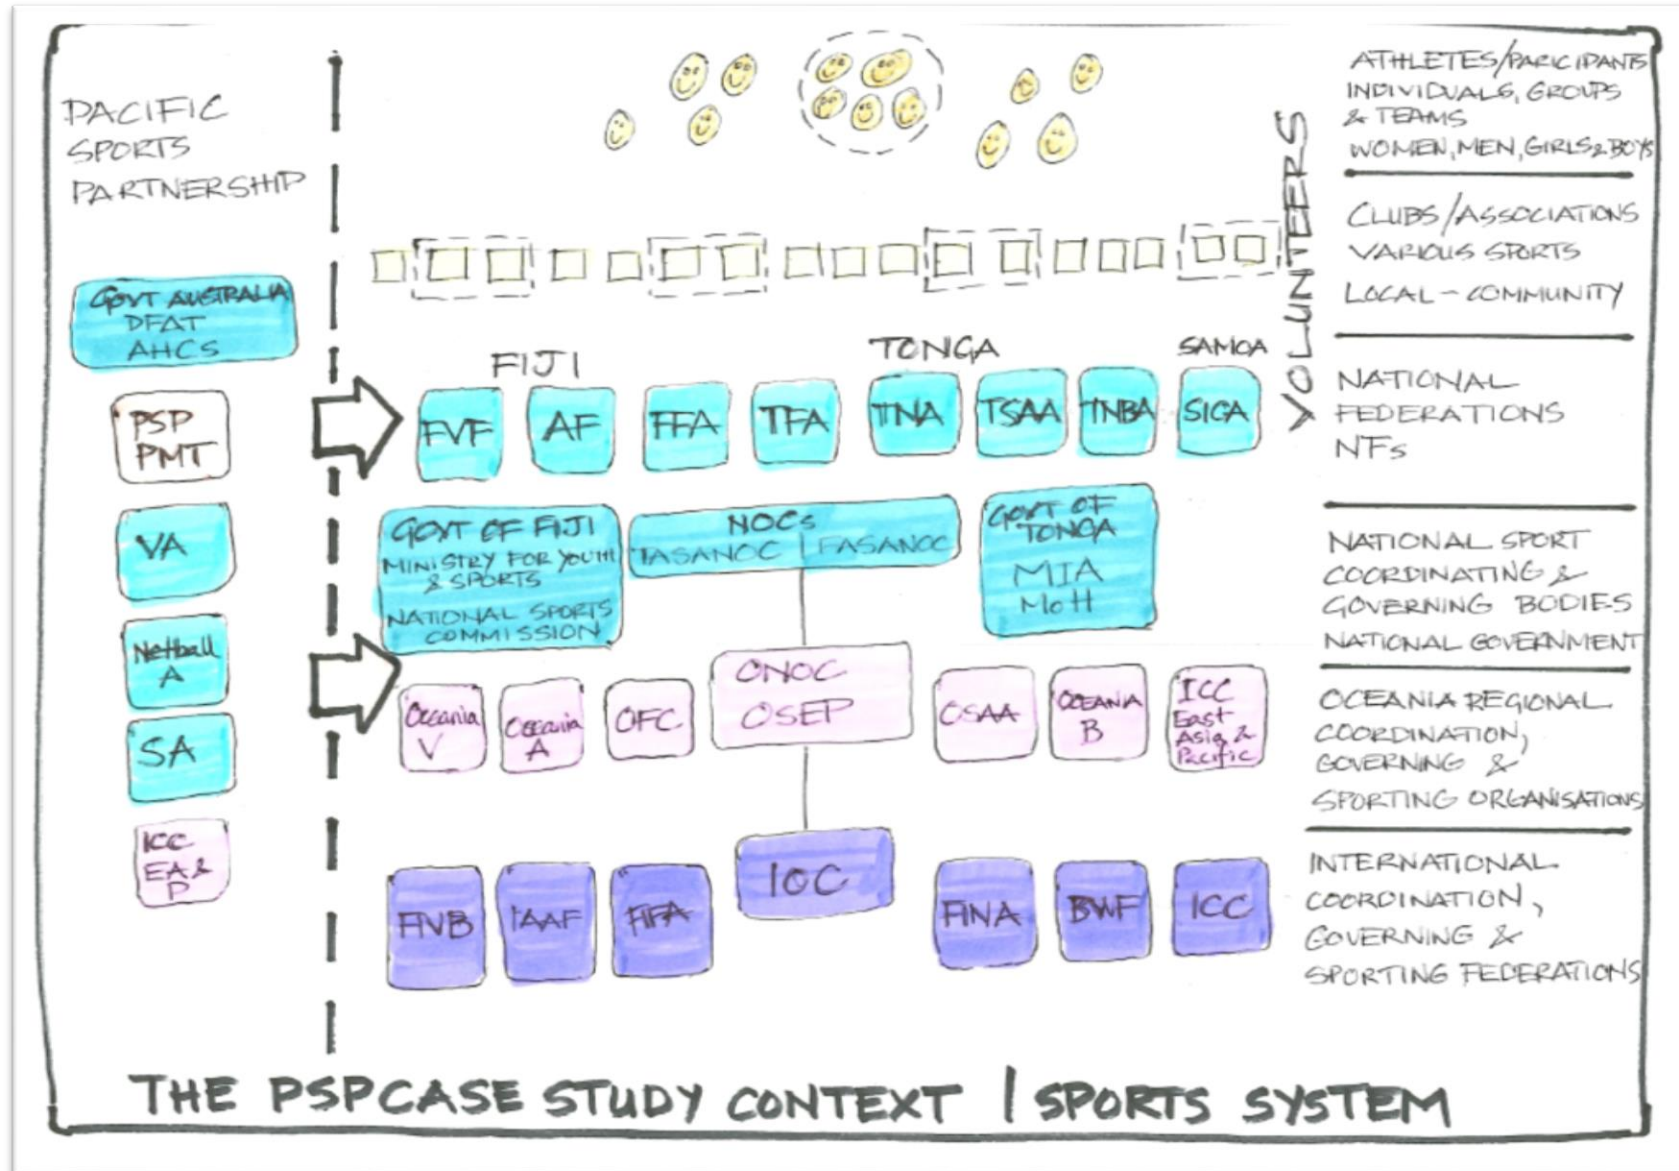 PACIFIC
SPORTS
PARTNERSHIP
GOVT AUSTRALIA
DFAT
AHCS
PSP
PMT
VA
Netball
A
SA
ICC
EA &
P
FIJI
TONGA
SAMOA
FVF
AF
FFA
TFA
TNA
TSAA
TNBA
SICA
GOVT OF FIJI
MINISTRY FOR YOUTH
& SPORTS
NATIONAL SPORTS
COMMISSION
NOCs
TASANOC | FASANOC
GOVT OF
TONGA
MIA
MoH
Oceania
V
Oceania
A
OFC
ONOC
OSEP
OSAA
OCEANIA
B
ICC
East
Asia &
Pacific
FIVB
IAAF
FIFA
IOC
FINA
BWF
ICC
VOLUNTEERS
ATHLETES/PARICIPANTS
INDIVIDUALS, GROUPS
& TEAMS
WOMEN, MEN, GIRLS & BOYS
CLUBS/ASSOCIATIONS
VARIOUS SPORTS
LOCAL - COMMUNITY
NATIONAL
FEDERATIONS
NFs
NATIONAL SPORT
COORDINATING &
GOVERNING BODIES
NATIONAL GOVERNMENT
OCEANIA REGIONAL
COORDINATION,
GOVERNING &
SPORTING ORGANISATIONS
INTERNATIONAL
COORDINATION,
GOVERNING &
SPORTING FEDERATIONS
THE PSP CASE STUDY CONTEXT | SPORTS SYSTEM